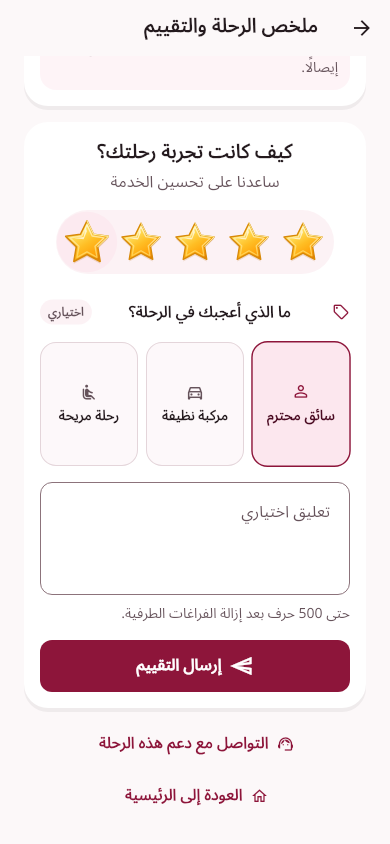 ملخص الرحلة والتقييم
إيصالًا.
كيف كانت تجربة رحلتك؟
ساعدنا على تحسين الخدمة
ما الذي أعجبك في الرحلة؟
اختياري
سائق محترم
مركبة نظيفة
رحلة مريحة
تعليق اختياري
حتى 500 حرف بعد إزالة الفراغات الطرفية.
إرسال التقييم
التواصل مع دعم هذه الرحلة
العودة إلى الرئيسية